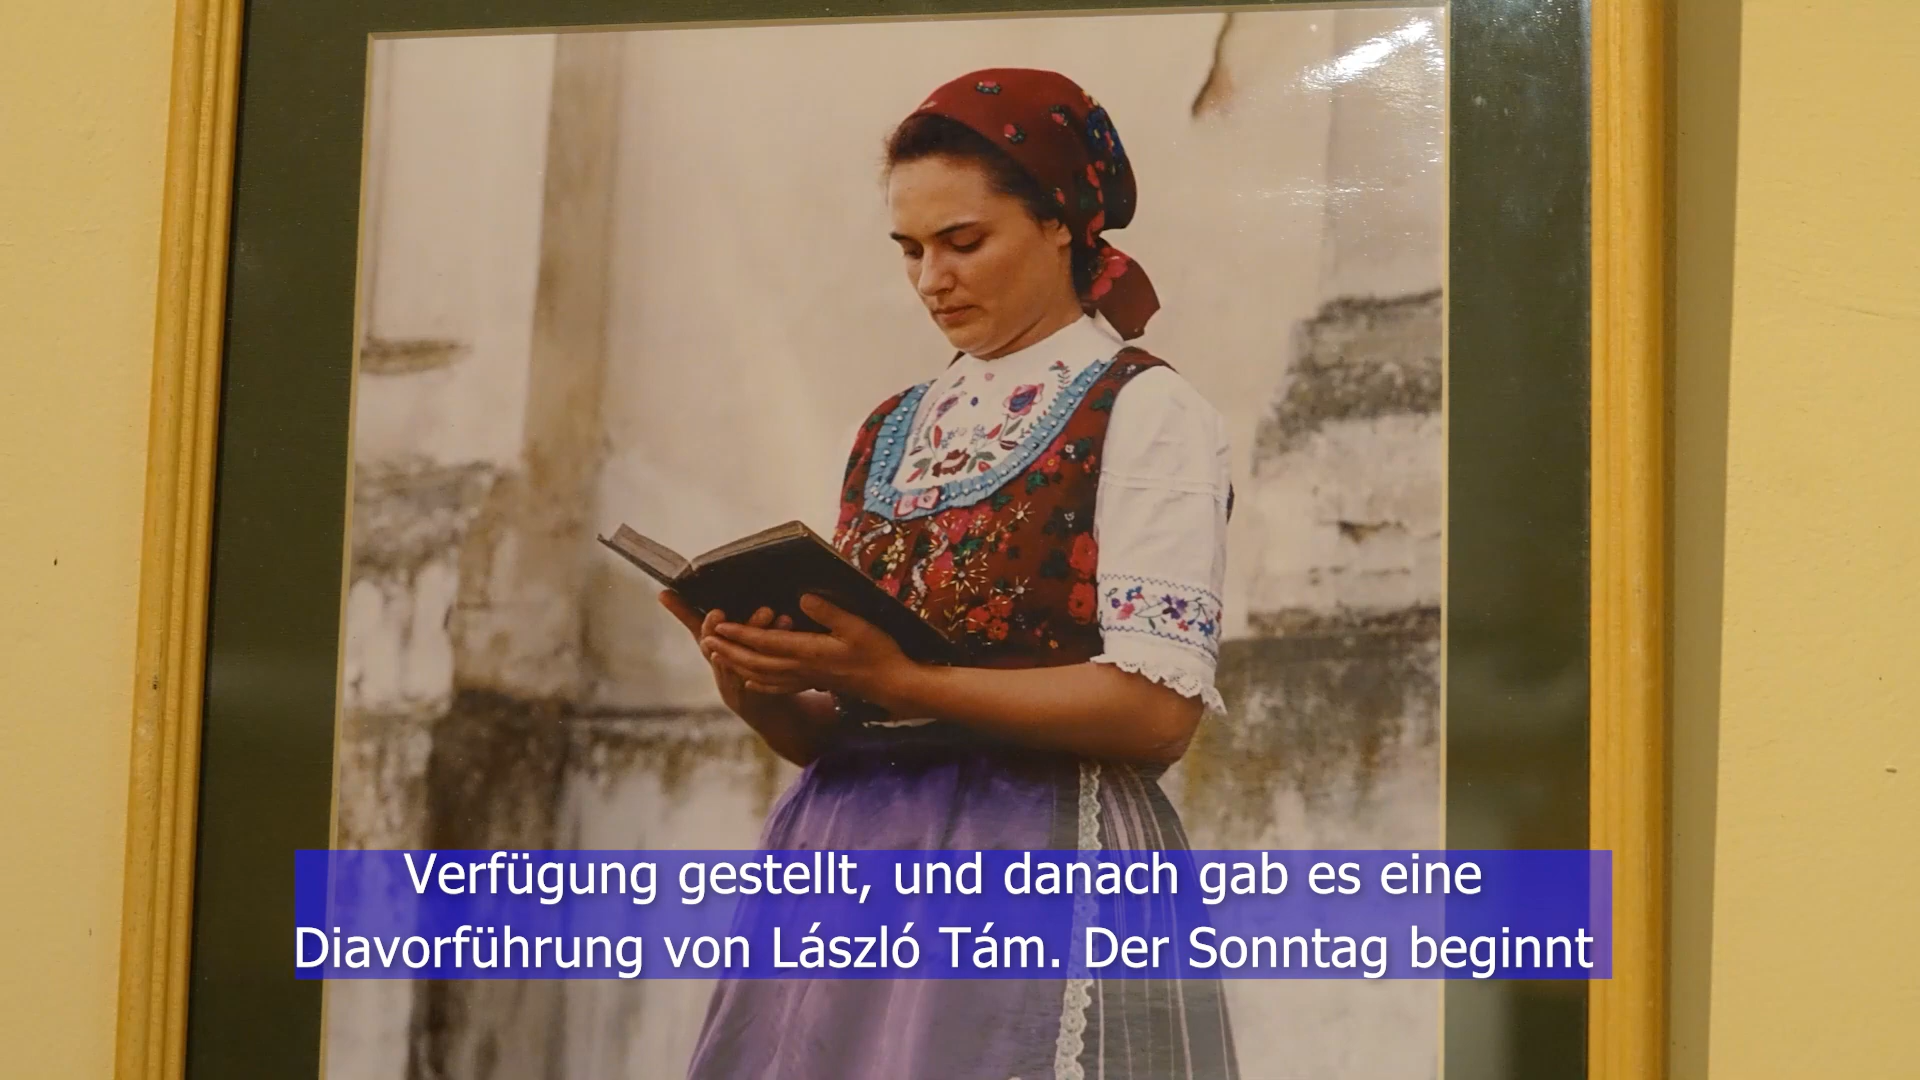 Verfügung gestellt, und danach gab es eine
Diavorführung von László Tám. Der Sonntag beginnt